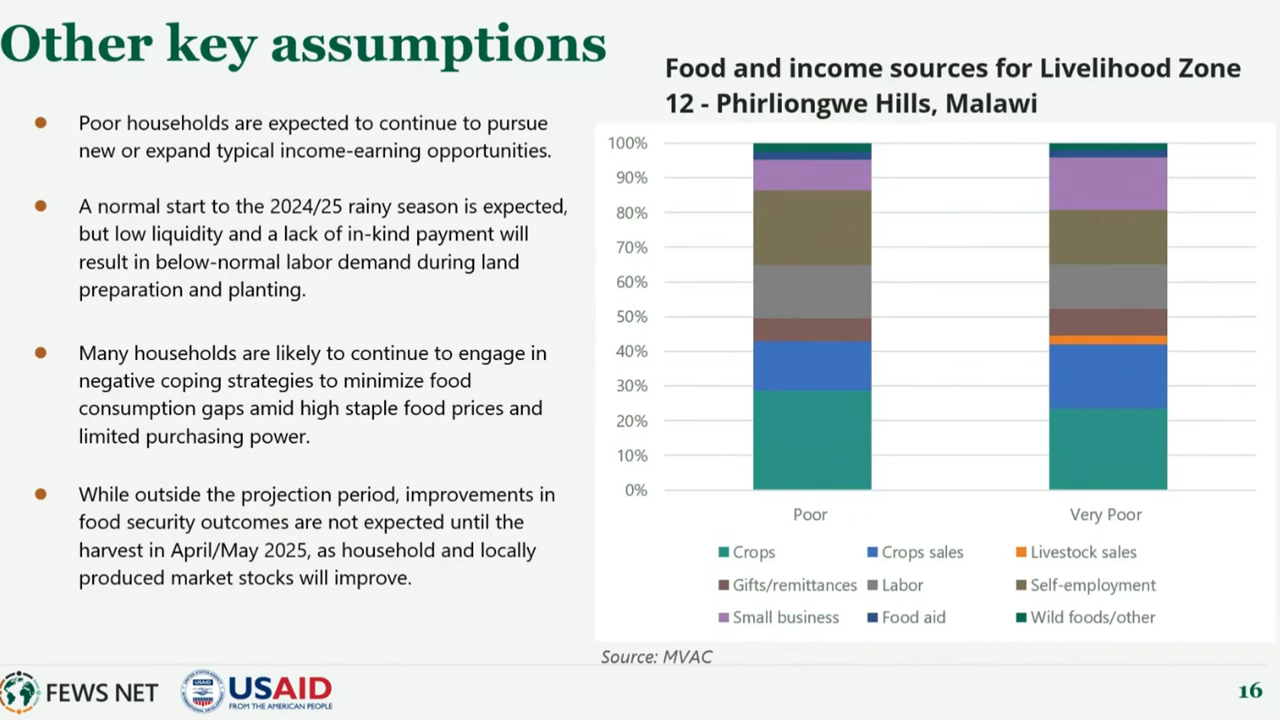 Other key assumptions
Poor households are expected to continue to pursue
new or expand typical income-earning opportunities.
A normal start to the 2024/25 rainy season is expected,
but low liquidity and a lack of in-kind payment will
result in below-normal labor demand during land
preparation and planting.
Many households are likely to continue to engage in
negative coping strategies to minimize food
consumption gaps amid high staple food prices and
limited purchasing power.
While outside the projection period, improvements in
food security outcomes are not expected until the
harvest in April/May 2025, as household and locally
produced market stocks will improve.
Food and income sources for Livelihood Zone
12 - Phirliongwe Hills, Malawi
100%
90%
80%
70%
60%
50%
40%
30%
20%
10%
0%
Poor Very Poor
Crops Crops sales Livestock sales
Gifts/remittances Labor Self-employment
Small business Food aid Wild foods/other
Source: MVAC
FEWS NET
USAID
USAID
FROM THE AMERICAN PEOPLE
16